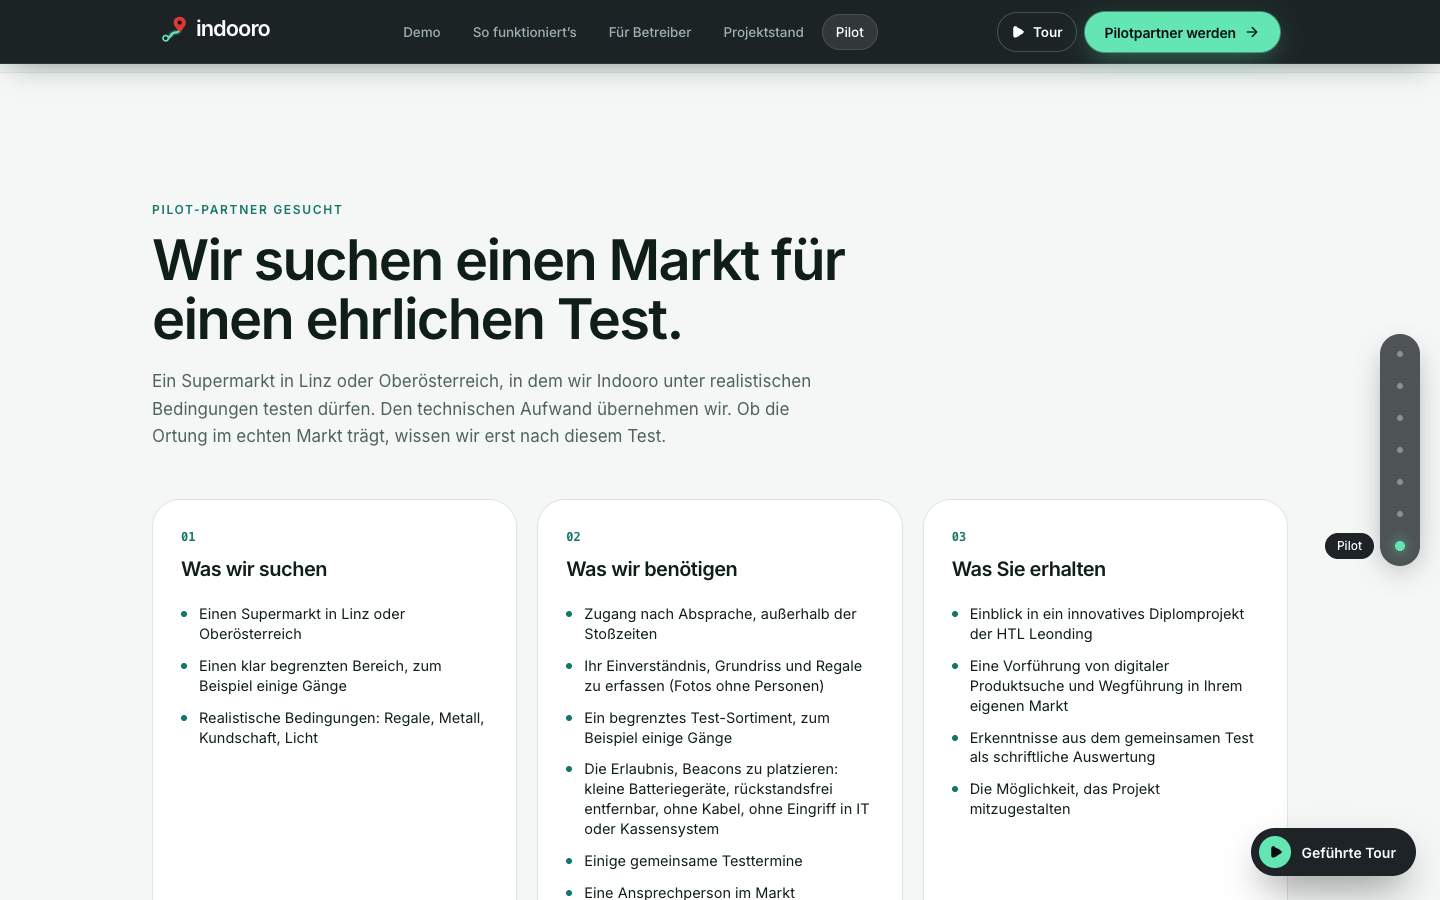 indooro
Demo
So funktioniert's
Für Betreiber
Projektstand
Pilot
Tour
Pilotpartner werden
PILOT-PARTNER GESUCHT
Wir suchen einen Markt für
einen ehrlichen Test.
Ein Supermarkt in Linz oder Oberösterreich, in dem wir Indooro unter realistischen
Bedingungen testen dürfen. Den technischen Aufwand übernehmen wir. Ob die
Ortung im echten Markt trägt, wissen wir erst nach diesem Test.
01
Was wir suchen
Einen Supermarkt in Linz oder
Oberösterreich
Einen klar begrenzten Bereich, zum
Beispiel einige Gänge
Realistische Bedingungen: Regale, Metall,
Kundschaft, Licht
02
Was wir benötigen
Zugang nach Absprache, außerhalb der
Stoßzeiten
Ihr Einverständnis, Grundriss und Regale
zu erfassen (Fotos ohne Personen)
Ein begrenztes Test-Sortiment, zum
Beispiel einige Gänge
Die Erlaubnis, Beacons zu platzieren:
kleine Batteriegeräte, rückstandsfrei
entfernbar, ohne Kabel, ohne Eingriff in IT
oder Kassensystem
Einige gemeinsame Testtermine
Eine Ansprechperson im Markt
03
Was Sie erhalten
Einblick in ein innovatives Diplomprojekt
der HTL Leonding
Eine Vorführung von digitaler
Produktsuche und Wegführung in Ihrem
eigenen Markt
Erkenntnisse aus dem gemeinsamen Test
als schriftliche Auswertung
Die Möglichkeit, das Projekt
mitzugestalten
Pilot
Geführte Tour